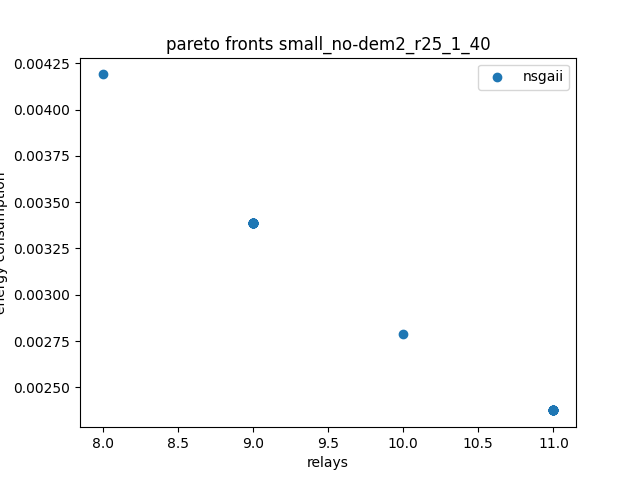 pareto fronts small_no-dem2_r25_1_40
nsgaii
0.00425
0.00400
0.00375
0.00350
0.00325
0.00300
0.00275
0.00250
energy consumption
8.0 8.5 9.0 9.5 10.0 10.5 11.0
relays